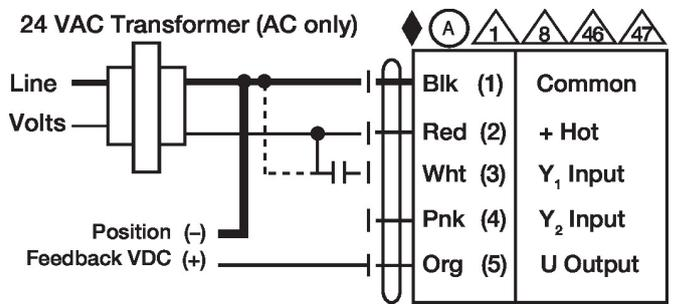 24 VAC Transformer (AC only)
A 1 8 46 47
Line
Blk (1) Common
Volts
Red (2) + Hot
Wht (3) Y1 Input
Position (–)
Pnk (4) Y2 Input
Feedback VDC (+)
Org (5) U Output